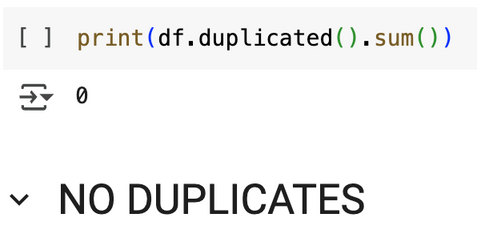 [ ] print(df.duplicated().sum())
0
NO DUPLICATES